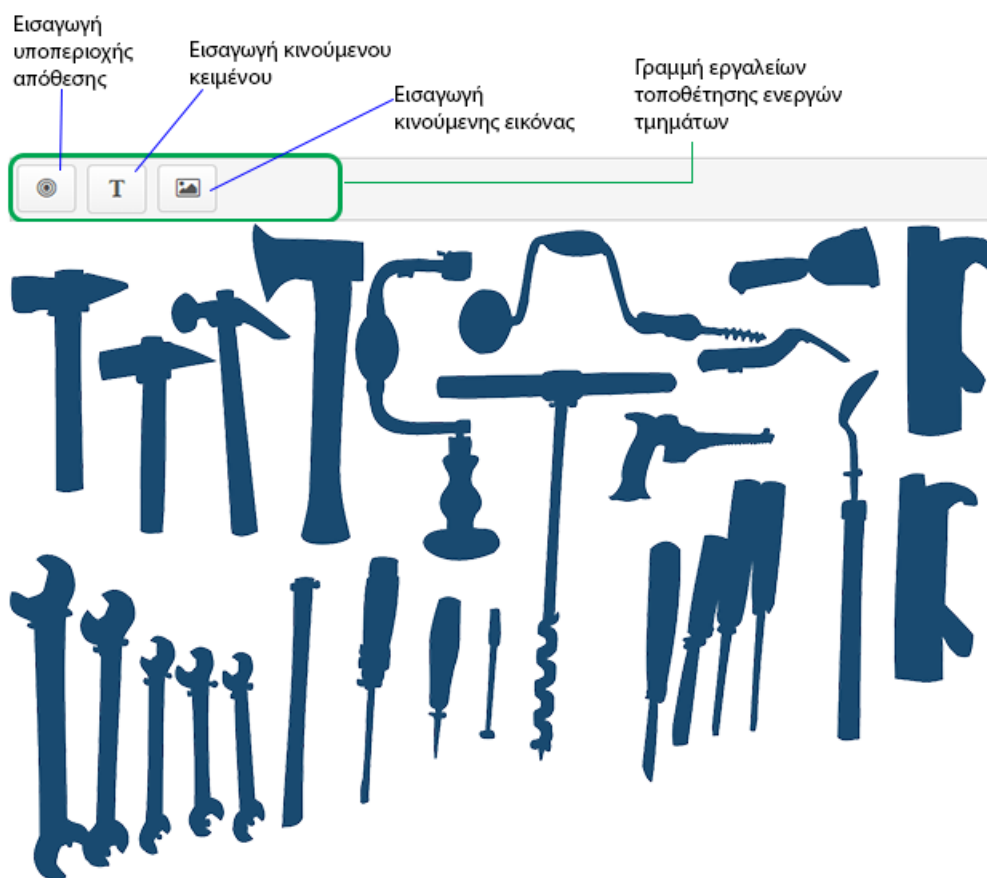 Εισαγωγή
υποπεριοχής
απόθεσης
Εισαγωγή κινούμενου
κειμένου
Εισαγωγή
κινούμενης εικόνας
Γραμμή εργαλείων
τοποθέτησης ενεργών
τμημάτων
T